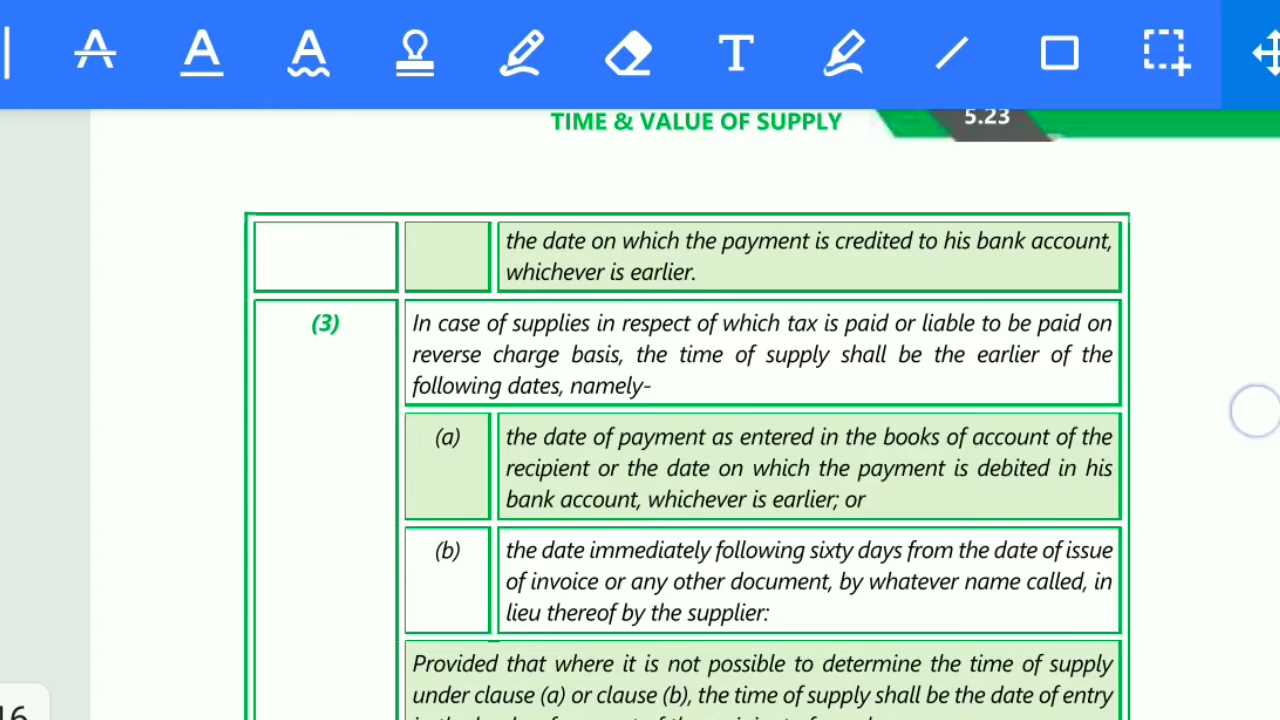 TIME & VALUE OF SUPPLY
5.23
the date on which the payment is credited to his bank account,
whichever is earlier.
(3)
In case of supplies in respect of which tax is paid or liable to be paid on
reverse charge basis, the time of supply shall be the earlier of the
following dates, namely-
(a)
the date of payment as entered in the books of account of the
recipient or the date on which the payment is debited in his
bank account, whichever is earlier; or
(b)
the date immediately following sixty days from the date of issue
of invoice or any other document, by whatever name called, in
lieu thereof by the supplier:
Provided that where it is not possible to determine the time of supply
under clause (a) or clause (b), the time of supply shall be the date of entry